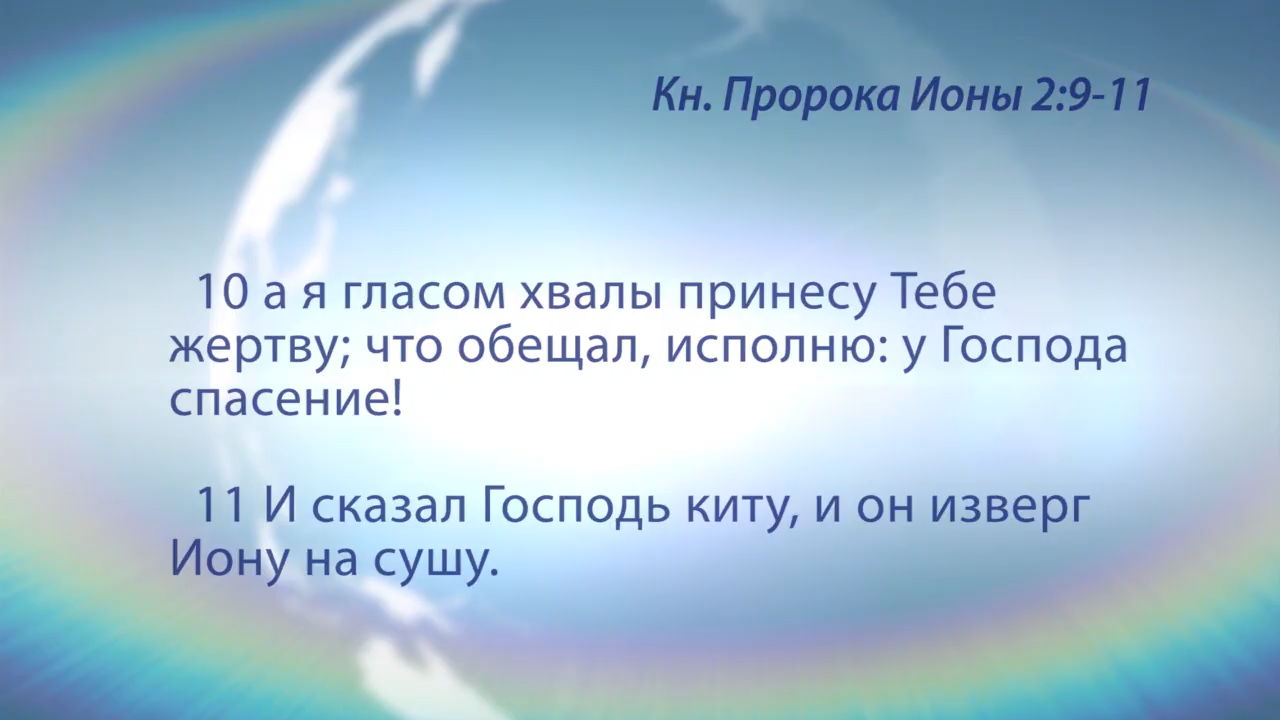 Кн. Пророка Ионы 2:9-11
10 а я гласом хвалы принесу Тебе
жертву; что обещал, исполню: у Господа
спасение!
11 И сказал Господь киту, и он изверг
Иону на сушу.